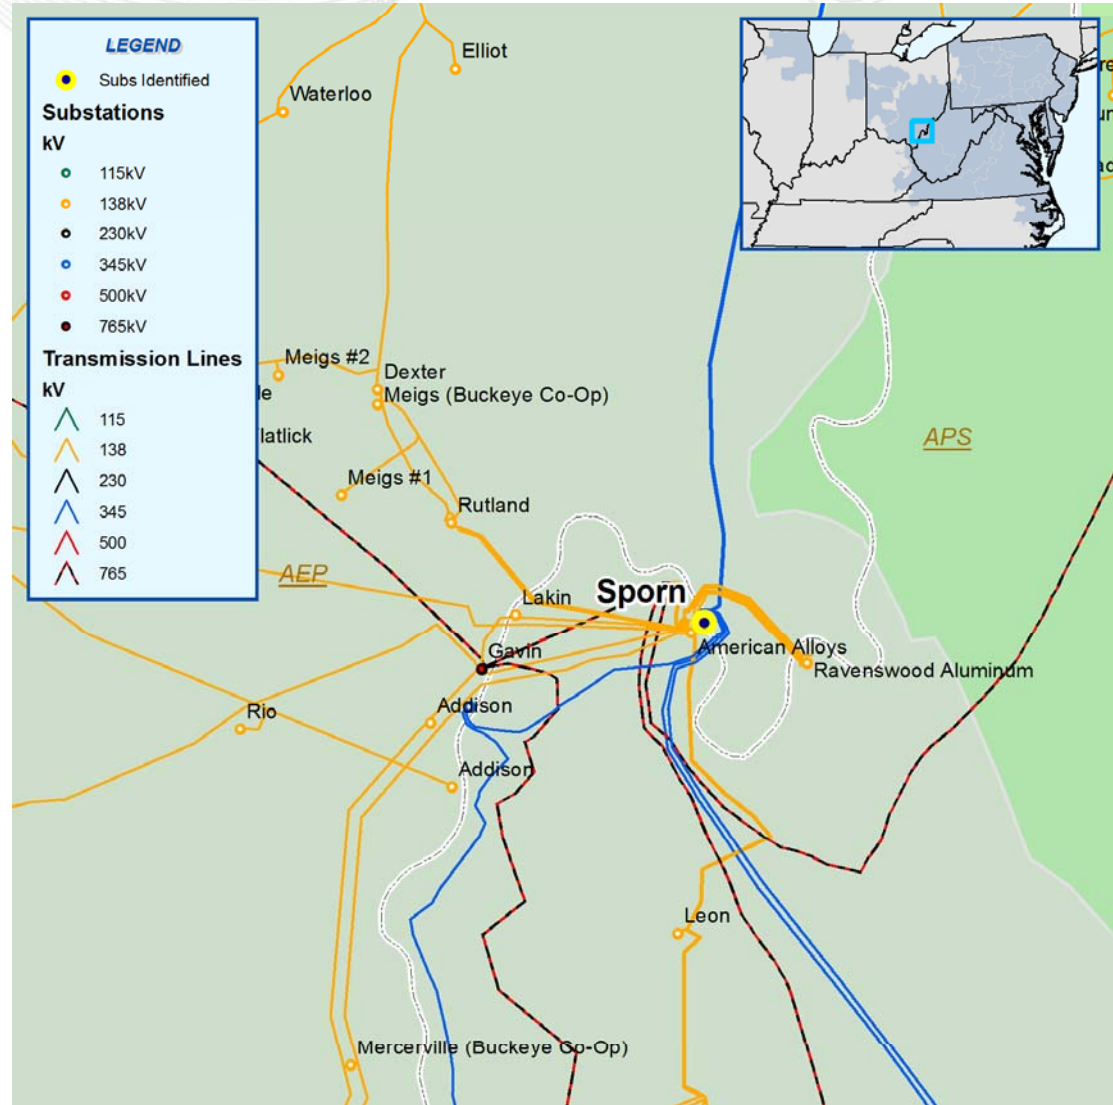 LEGEND
Subs Identified
Substations
kV
115kV
138kV
230kV
345kV
500kV
765kV
Transmission Lines
kV
115
138
230
345
500
765
Elliot
Waterloo
Meigs #2
Dexter
Meigs (Buckeye Co-Op)
Meigs #1
Rutland
APS
AEP
Sporn
Lakin
American Alloys
Gavin
Ravenswood Aluminum
Addison
Rio
Addison
Leon
Mercerville (Buckeye Co-Op)